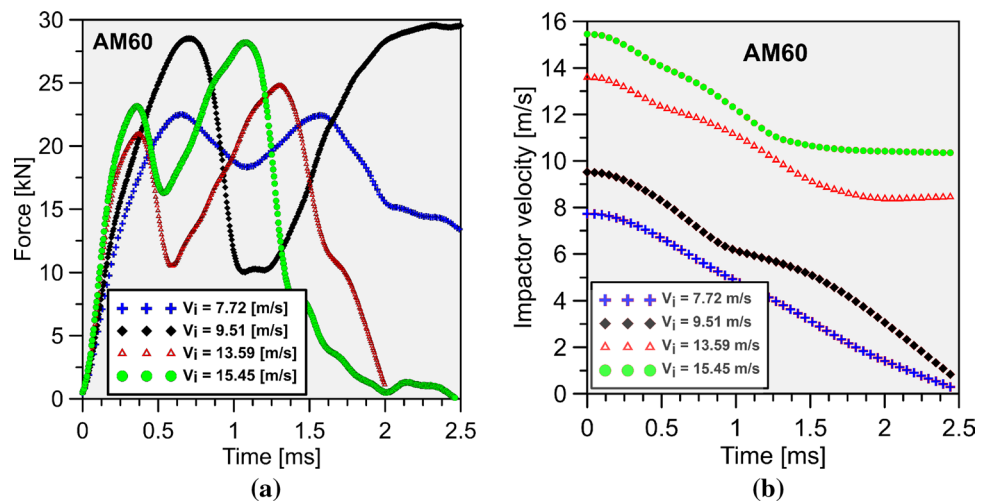 AM60
Force [kN]
30
25
20
15
10
5
0
Vi = 7.72 [m/s]
Vi = 9.51 [m/s]
Vi = 13.59 [m/s]
Vi = 15.45 [m/s]
0 0.5 1 1.5 2 2.5
Time [ms]
(a)
AM60
Impactor velocity [m/s]
16
14
12
10
8
6
4
2
0
Vi = 7.72 m/s
Vi = 9.51 m/s
Vi = 13.59 m/s
Vi = 15.45 m/s
0 0.5 1 1.5 2 2.5
Time [ms]
(b)